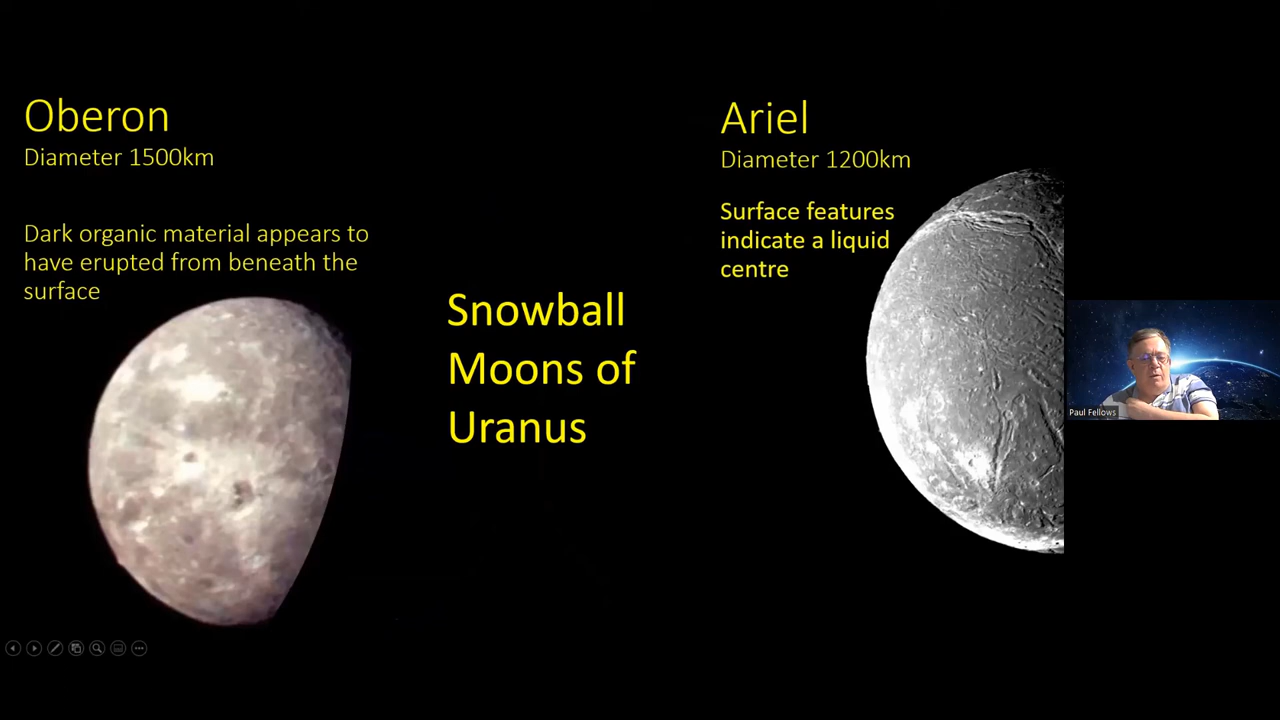 Oberon
Diameter 1500km
Dark organic material appears to
have erupted from beneath the
surface
Snowball
Moons of
Uranus
Ariel
Diameter 1200km
Surface features
indicate a liquid
centre
Paul Fellows